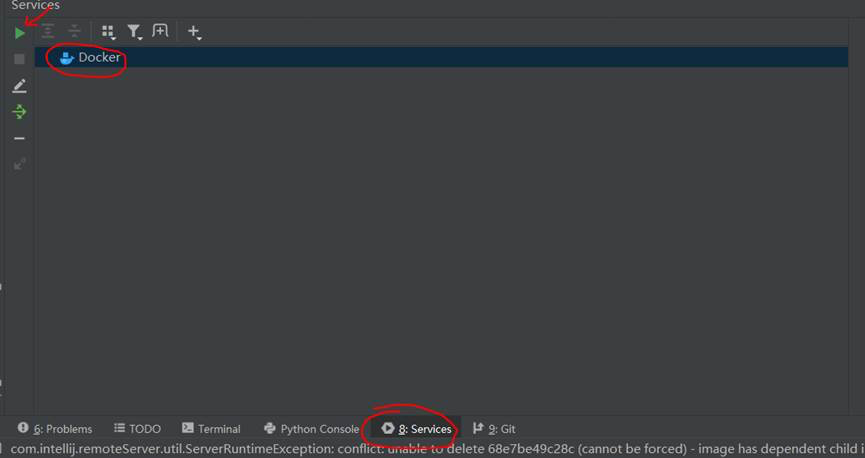 Services
Docker
6: Problems TODO Terminal Python Console 8: Services 9: Git
com.intellij.remoteServer.util.ServerRuntimeException: conflict: unable to delete 68e7be49c28c (cannot be forced) - image has dependent child i